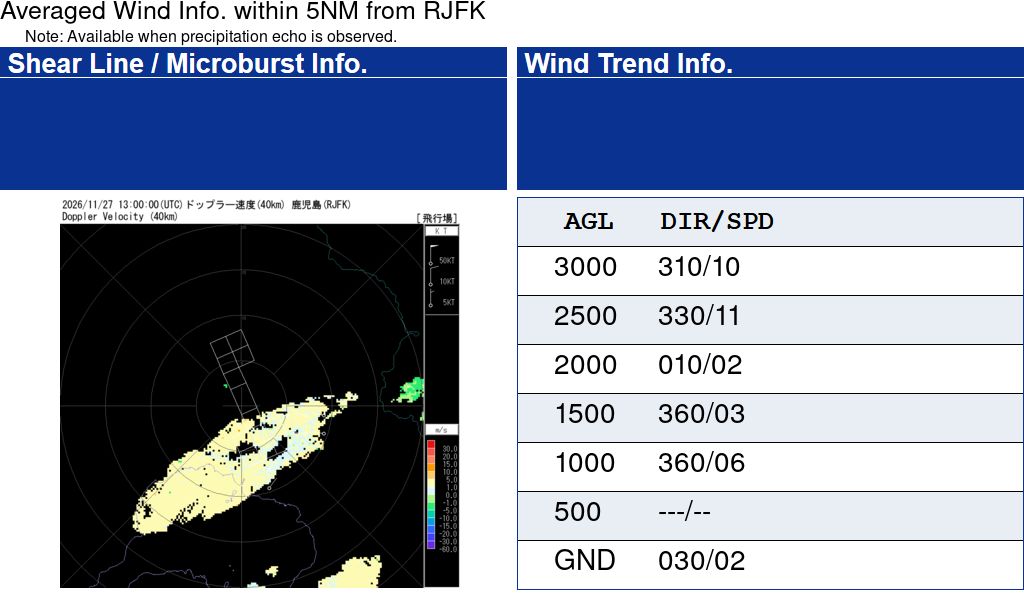 Averaged Wind Info. within 5NM from RJFK
Note: Available when precipitation echo is observed.
Shear Line / Microburst Info.
Wind Trend Info.
2026/11/27 13:00:00(UTC) ドップラー速度(40km) 鹿児島(RJFK)
Doppler Velocity (40km)
[飛行場]
KT
50KT
10KT
5KT
m/s
30.0
20.0
15.0
10.0
5.0
1.0
0.0
-1.0
-5.0
-10.0
-15.0
-20.0
-30.0
-60.0
AGL DIR/SPD
3000 310/10
2500 330/11
2000 010/02
1500 360/03
1000 360/06
500 ---/--
GND 030/02